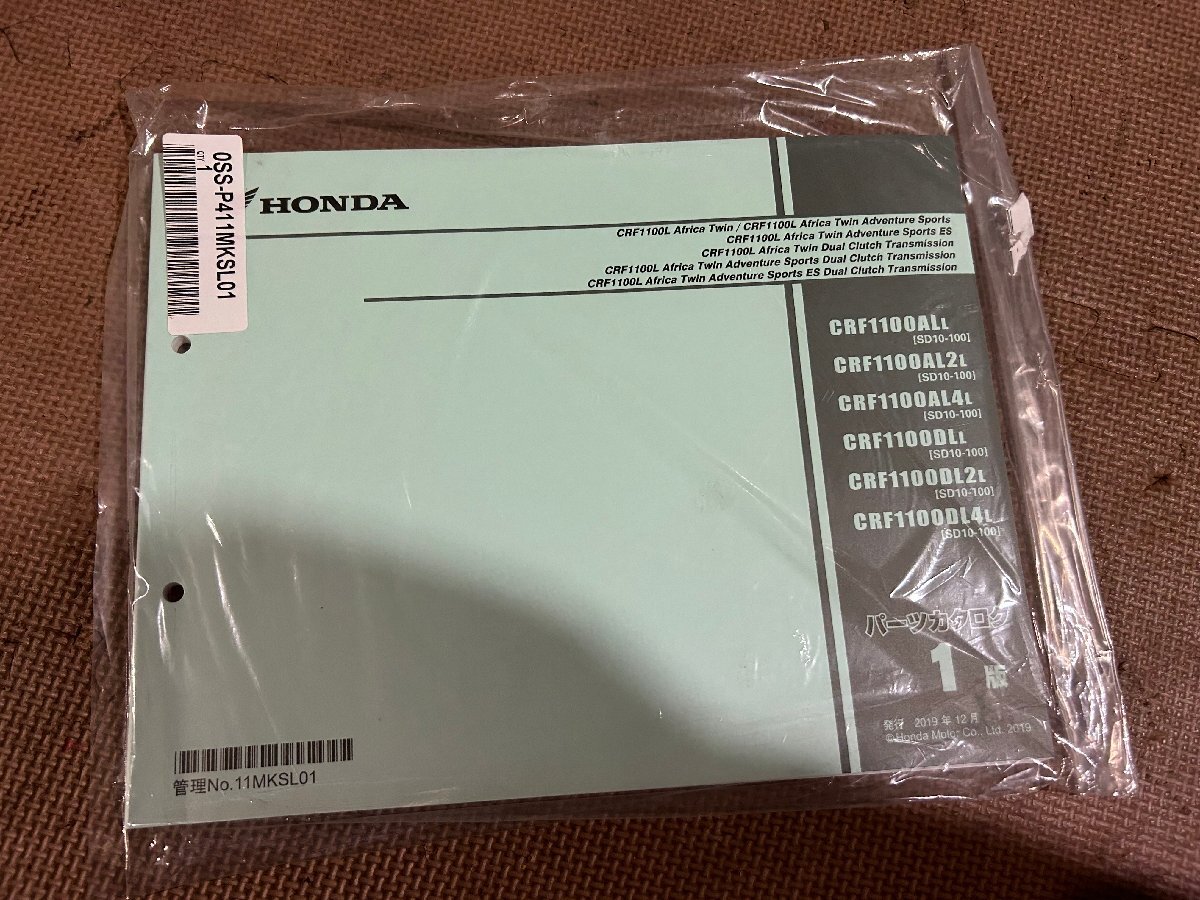 0SS-P411MKSL01
QTY
1
HONDA
CRF1100L Africa Twin / CRF1100L Africa Twin Adventure Sports
CRF1100L Africa Twin Adventure Sports ES
CRF1100L Africa Twin Dual Clutch Transmission
CRF1100L Africa Twin Adventure Sports Dual Clutch Transmission
CRF1100L Africa Twin Adventure Sports ES Dual Clutch Transmission
CRF1100ALL
[SD10-100]
CRF1100AL2L
[SD10-100]
CRF1100AL4L
[SD10-100]
CRF1100DLL
[SD10-100]
CRF1100DL2L
[SD10-100]
CRF1100DL4L
[SD10-100]
パーツカタログ
1 版
発行 2019 年 12 月
© Honda Motor Co., Ltd. 2019
管理No.11MKSL01